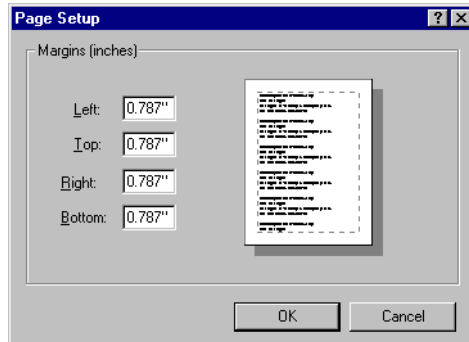 Page Setup
Margins (inches)
Left: 0.787"
Top: 0.787"
Right: 0.787"
Bottom: 0.787"
OK Cancel